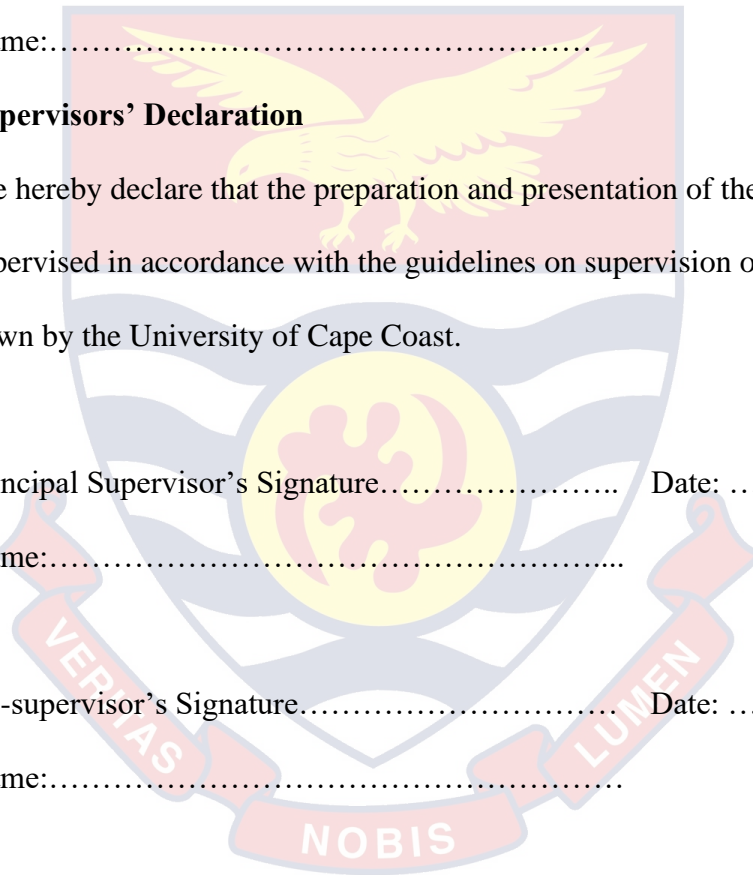 ame:……………………………………………
pervisors’ Declaration
e hereby declare that the preparation and presentation of the
pervised in accordance with the guidelines on supervision o
wn by the University of Cape Coast.
ncipal Supervisor’s Signature………………….. Date: …
me:……………………………………………....
-supervisor’s Signature………………………… Date: …
me:………………………………………………
VERITAS
NOBIS
LUMEN